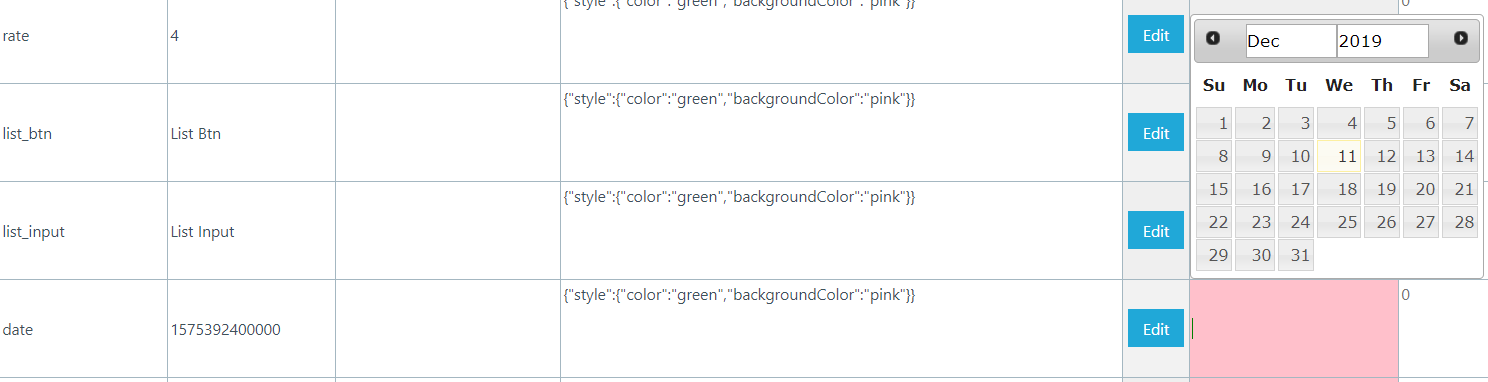 {"style":{"color":"green","backgroundColor":"pink"}}
0
rate 4 Edit
Dec 2019
Su Mo Tu We Th Fr Sa
1 2 3 4 5 6 7
{"style":{"color":"green","backgroundColor":"pink"}}
list_btn List Btn Edit
8 9 10 11 12 13 14
15 16 17 18 19 20 21
{"style":{"color":"green","backgroundColor":"pink"}}
list_input List Input Edit
22 23 24 25 26 27 28
29 30 31
{"style":{"color":"green","backgroundColor":"pink"}}
0
date 1575392400000 Edit